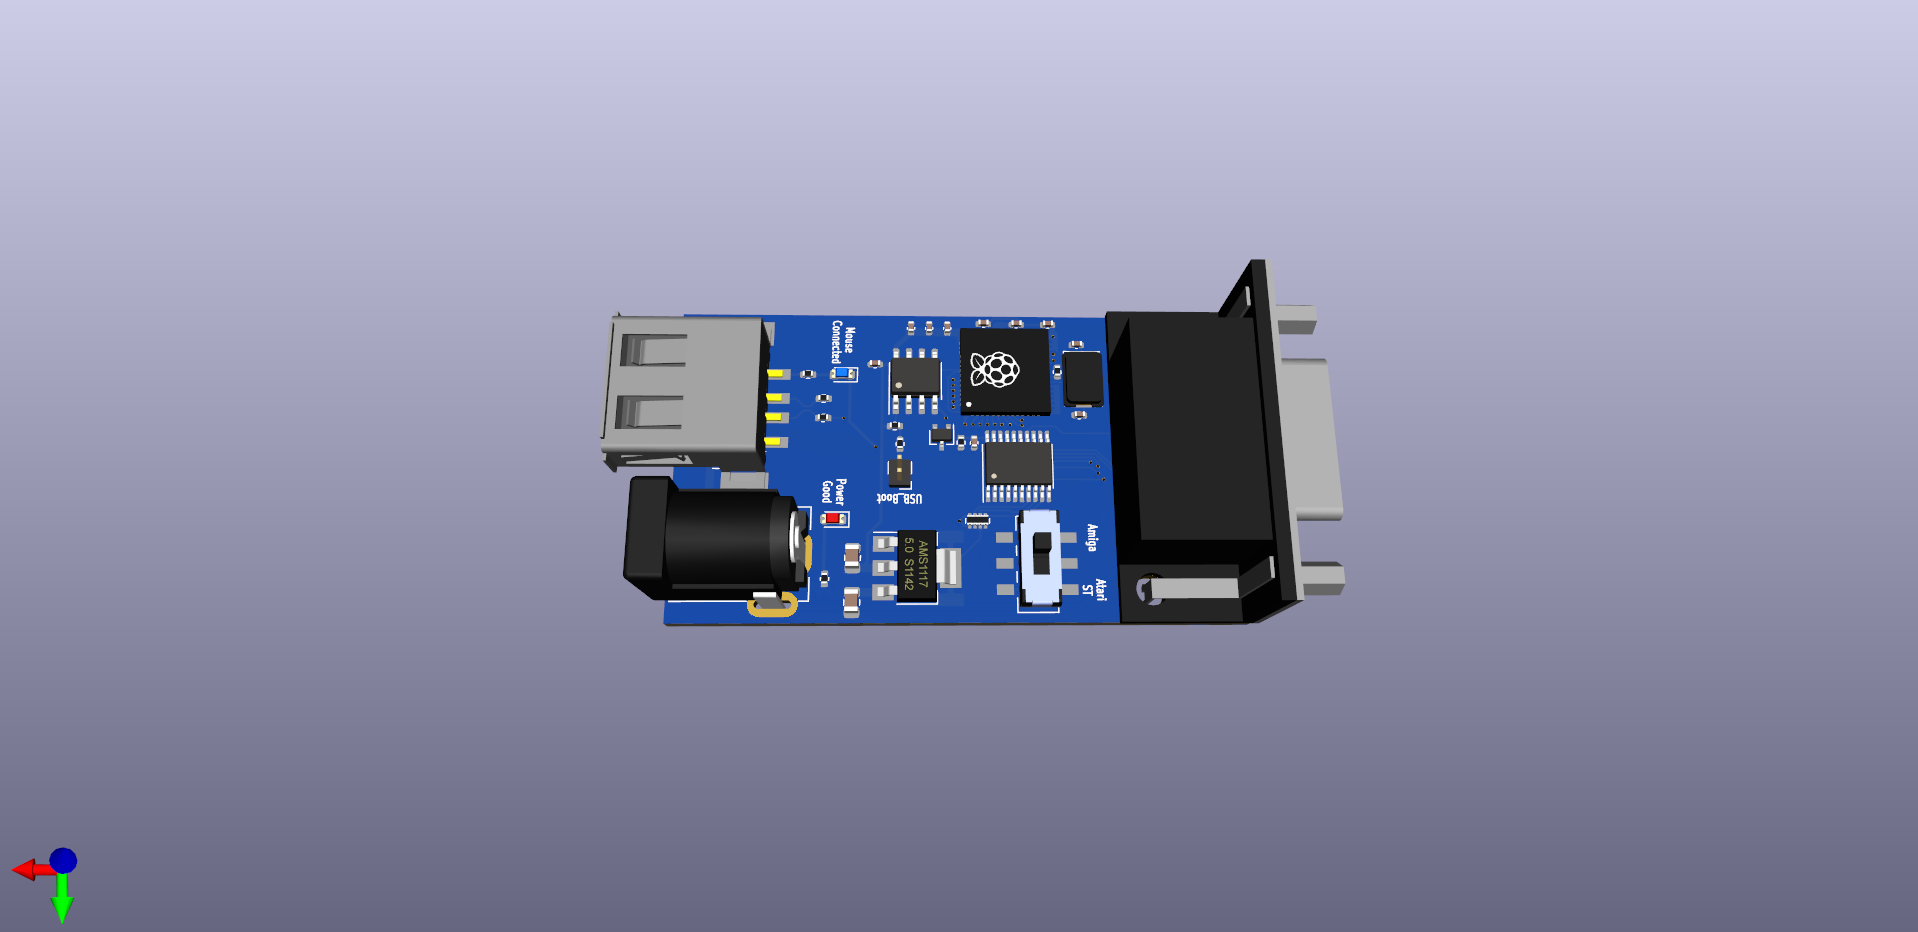 Mouse
Connected
Power
Good
USB_Boot
AMS1117
5.0 S1142
Amiga
Atari
ST